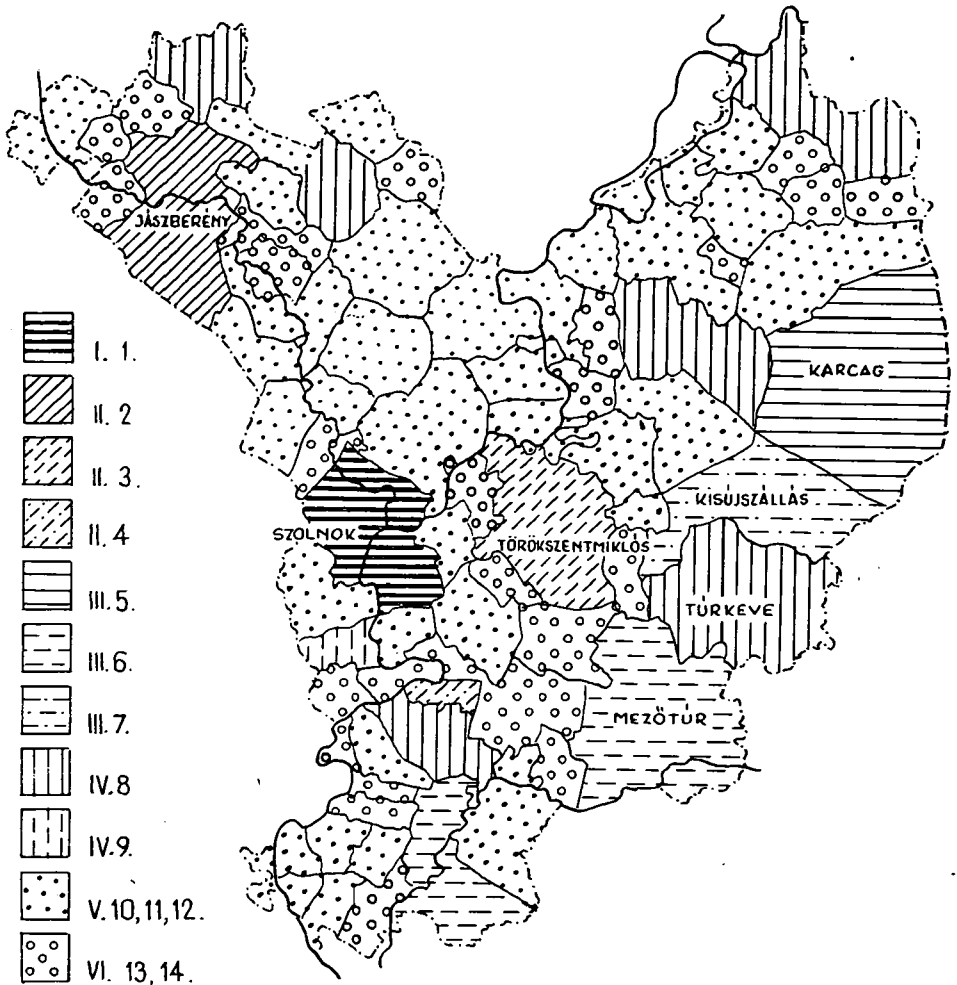 JÁSZBERÉNY
KARCAG
KISÚJSZÁLLÁS
SZOLNOK
TÖRÖKSZENTMIKLÓS
TÚRKEVE
MEZŐTÚR
I. 1.
II. 2
II. 3.
II. 4
III. 5.
III. 6.
III. 7.
IV. 8
IV. 9.
V. 10, 11, 12.
VI. 13, 14.